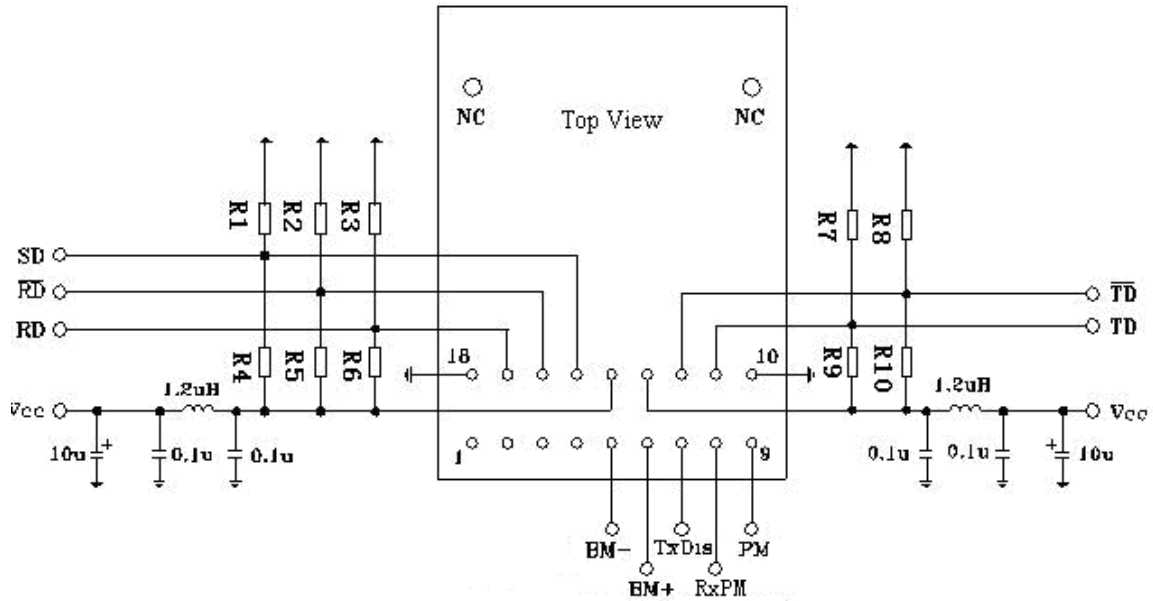 NC
NC
Top View
R1
R2
R3
R7
R8
SD
RD
RD
TD
TD
18
10
R4
R5
R6
R9
R10
1.2uH
1.2uH
Vcc
Vcc
10u
+
0.1u
0.1u
1
9
0.1u
0.1u
+
10u
BM-
TxDis
PM
BM+
RxPM